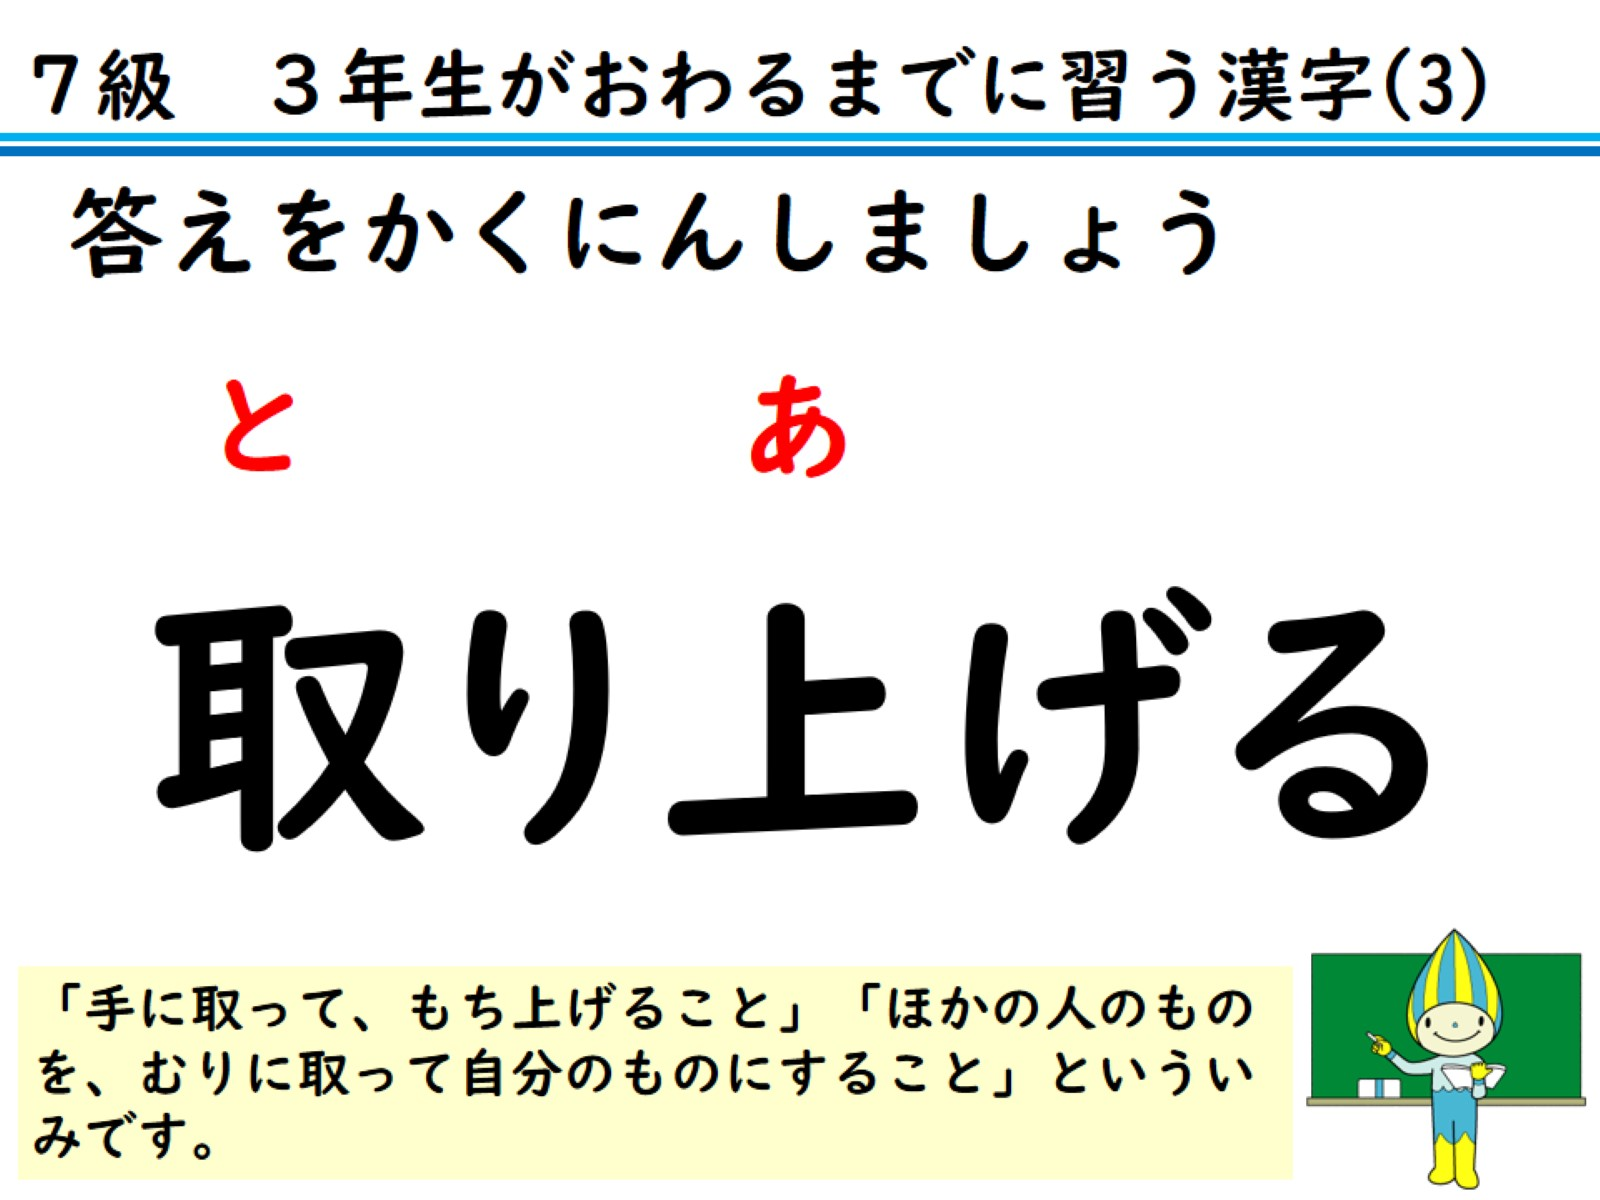 ７級　３年生がおわるまでに習う漢字(3)
答えをかくにんしましょう
と　あ
取り上げる
「手に取って、もち上げること」「ほかの人のもの
を、むりに取って自分のものにすること」というい
みです。